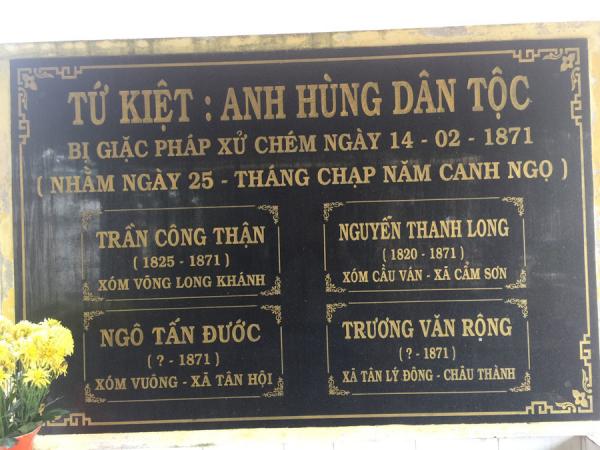 TỨ KIỆT : ANH HÙNG DÂN TỘC
BỊ GIẶC PHÁP XỬ CHÉM NGÀY 14 - 02 - 1871
( NHẰM NGÀY 25 - THÁNG CHẠP NĂM CANH NGỌ )
TRẦN CÔNG THẬN
( 1825 - 1871 )
XÓM VÕNG LONG KHÁNH
NGUYỄN THANH LONG
( 1820 - 1871 )
XÓM CẦU VÁN - XÃ CẨM SƠN
NGÔ TẤN ĐƯỚC
( ? - 1871 )
XÓM VUÔNG - XÃ TÂN HỘI
TRƯƠNG VĂN RỘNG
( ? - 1871 )
XÃ TÂN LÝ ĐÔNG - CHÂU THÀNH